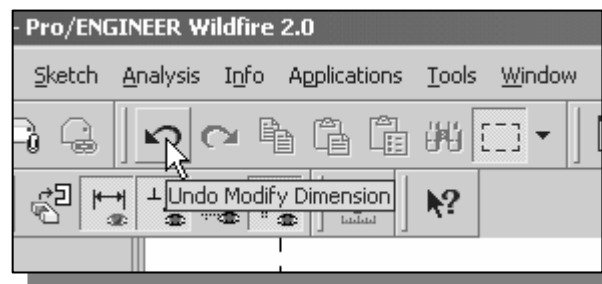 - Pro/ENGINEER Wildfire 2.0
Sketch Analysis Info Applications Tools Window
Undo Modify Dimension